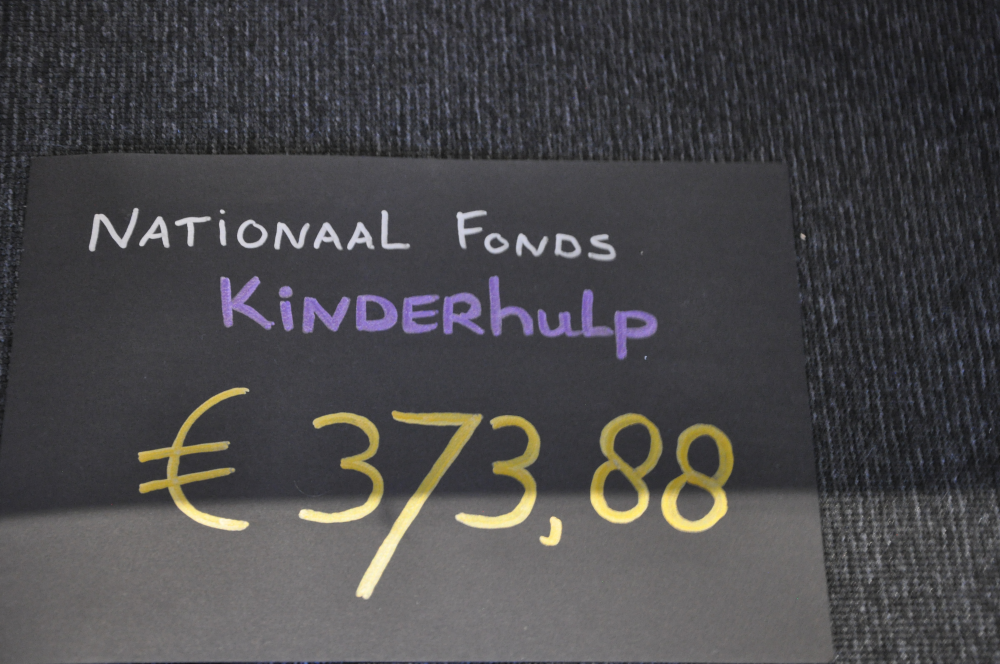 NATiONAAL FONDS
KiNDERhuLp
€ 373,88